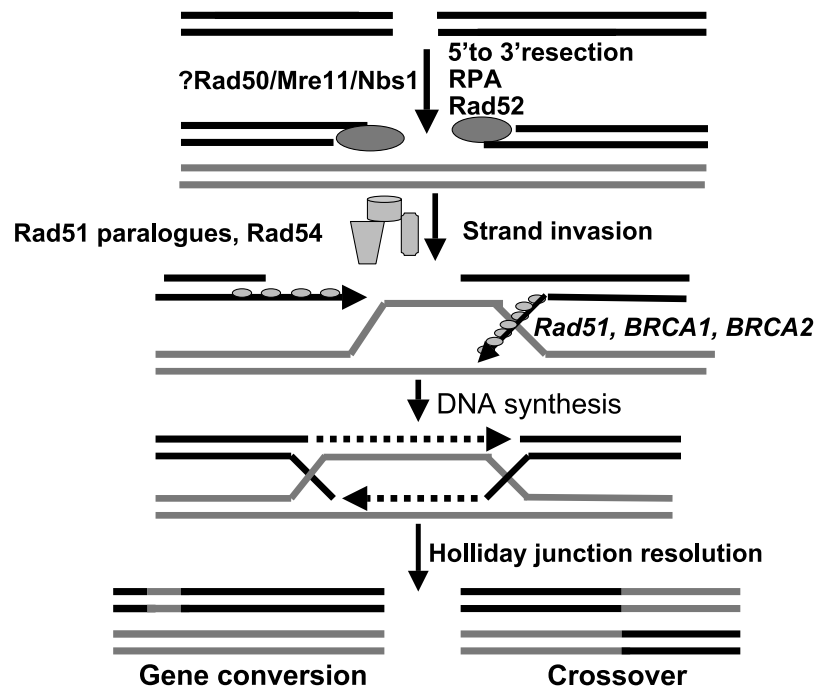 5'to 3'resection
?Rad50/Mre11/Nbs1
RPA
Rad52
Rad51 paralogues, Rad54
Strand invasion
Rad51, BRCA1, BRCA2
DNA synthesis
Holliday junction resolution
Gene conversion
Crossover